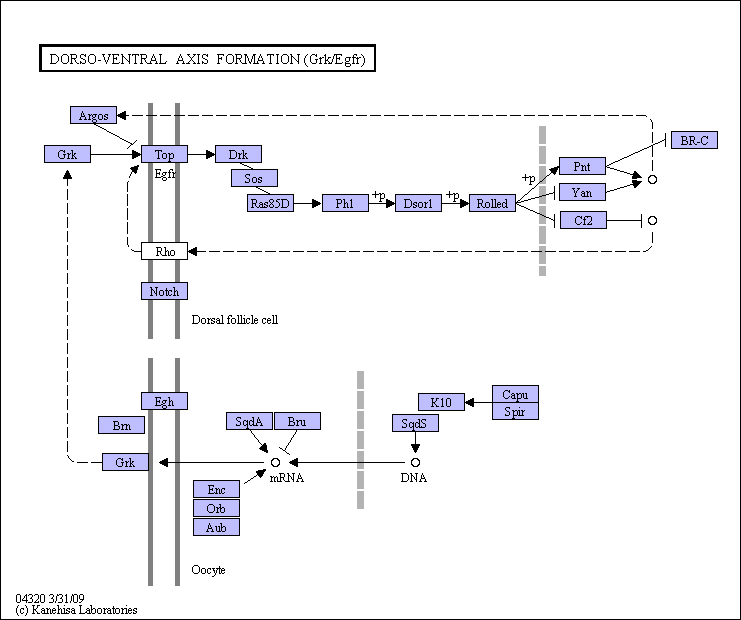 DORSO-VENTRAL AXIS FORMATION (Grk/Egfr)
Argos
BR-C
Grk
Top
Drk
Pnt
Egfr
+p
Sos
Yan
+p
+p
Ras85D
Ph1
Dsor1
Rolled
Cf2
Rho
Notch
Dorsal follicle cell
Egh
K10
Capu
Spir
Brn
SqdA
Bru
SqdS
Grk
mRNA
DNA
Enc
Orb
Aub
Oocyte
04320 3/31/09
(c) Kanehisa Laboratories